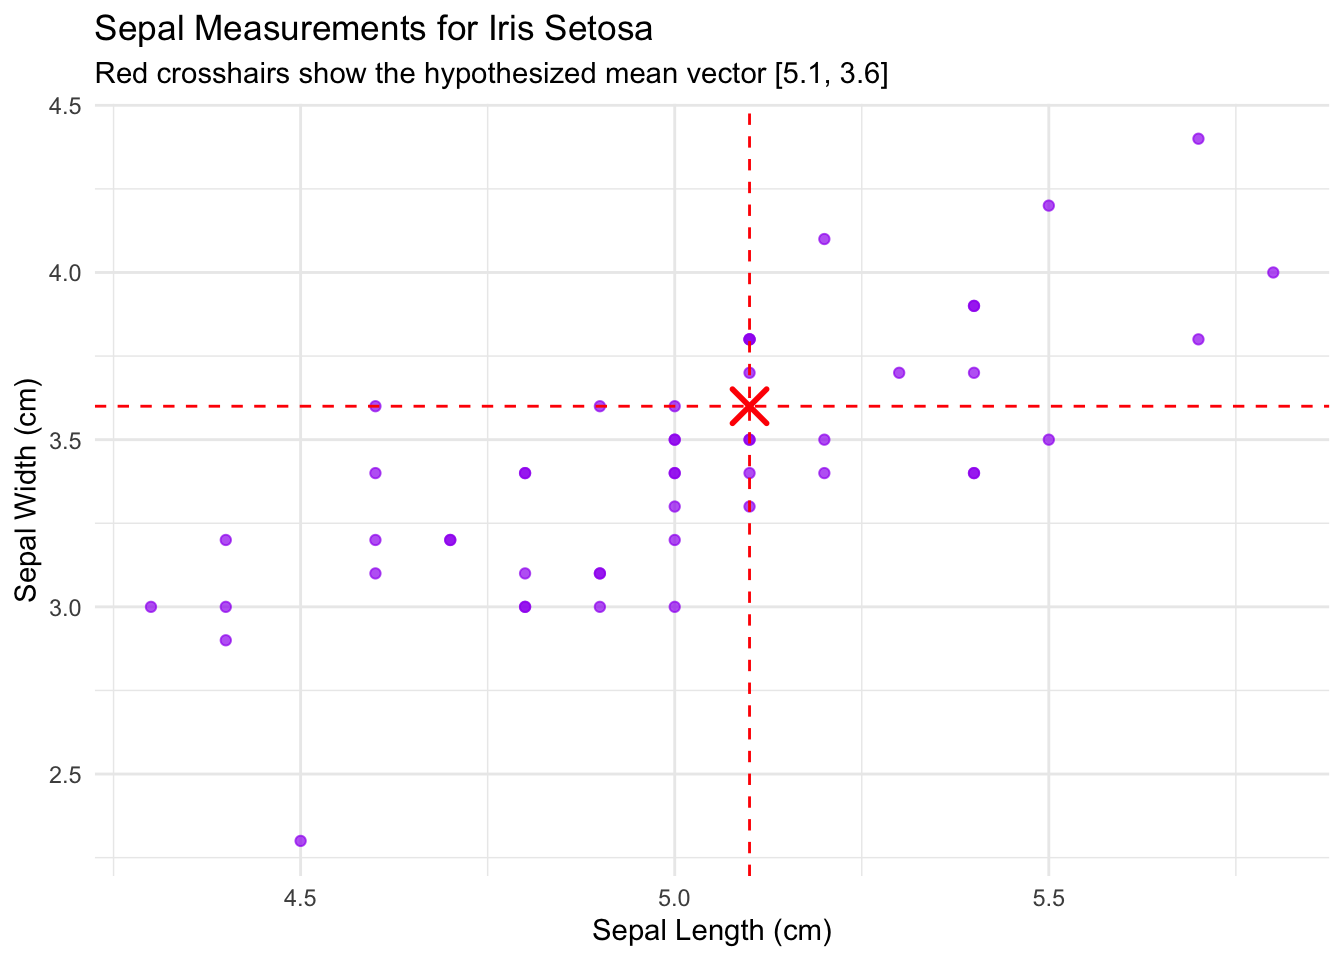 Sepal Measurements for Iris Setosa
Red crosshairs show the hypothesized mean vector [5.1, 3.6]
4.5
4.0
3.5
3.0
2.5
Sepal Width (cm)
4.5
5.0
5.5
Sepal Length (cm)